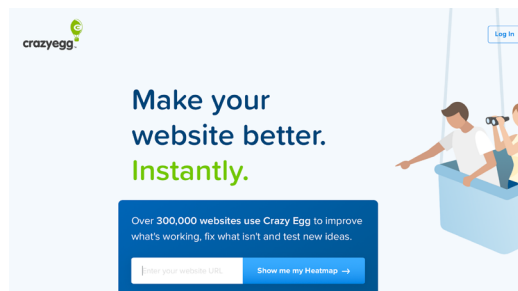 crazyegg
Log In
Make your
website better.
Instantly.
Over 300,000 websites use Crazy Egg to improve
what's working, fix what isn't and test new ideas.
Enter your website URL
Show me my Heatmap →